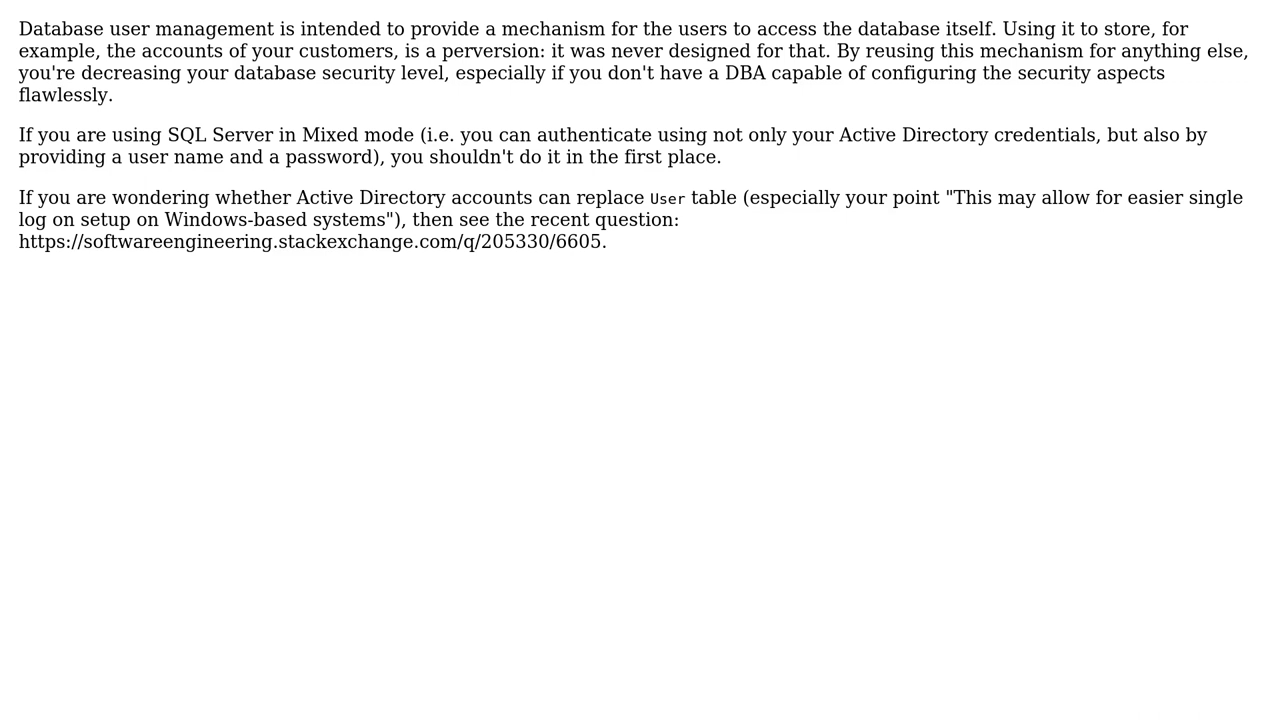 Database user management is intended to provide a mechanism for the users to access the database itself. Using it to store, for
example, the accounts of your customers, is a perversion: it was never designed for that. By reusing this mechanism for anything else,
you're decreasing your database security level, especially if you don't have a DBA capable of configuring the security aspects
flawlessly.
If you are using SQL Server in Mixed mode (i.e. you can authenticate using not only your Active Directory credentials, but also by
providing a user name and a password), you shouldn't do it in the first place.
If you are wondering whether Active Directory accounts can replace User table (especially your point "This may allow for easier single
log on setup on Windows-based systems"), then see the recent question:
https://softwareengineering.stackexchange.com/q/205330/6605.